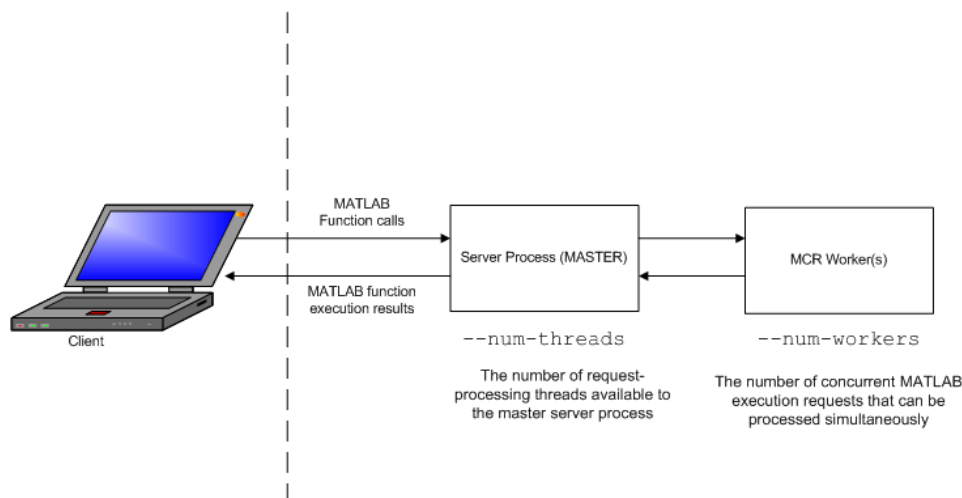 MATLAB
Function calls
MATLAB function
execution results
Client
Server Process (MASTER)
MCR Worker(s)
--num-threads
The number of request-
processing threads available to
the master server process
--num-workers
The number of concurrent MATLAB
execution requests that can be
processed simultaneously